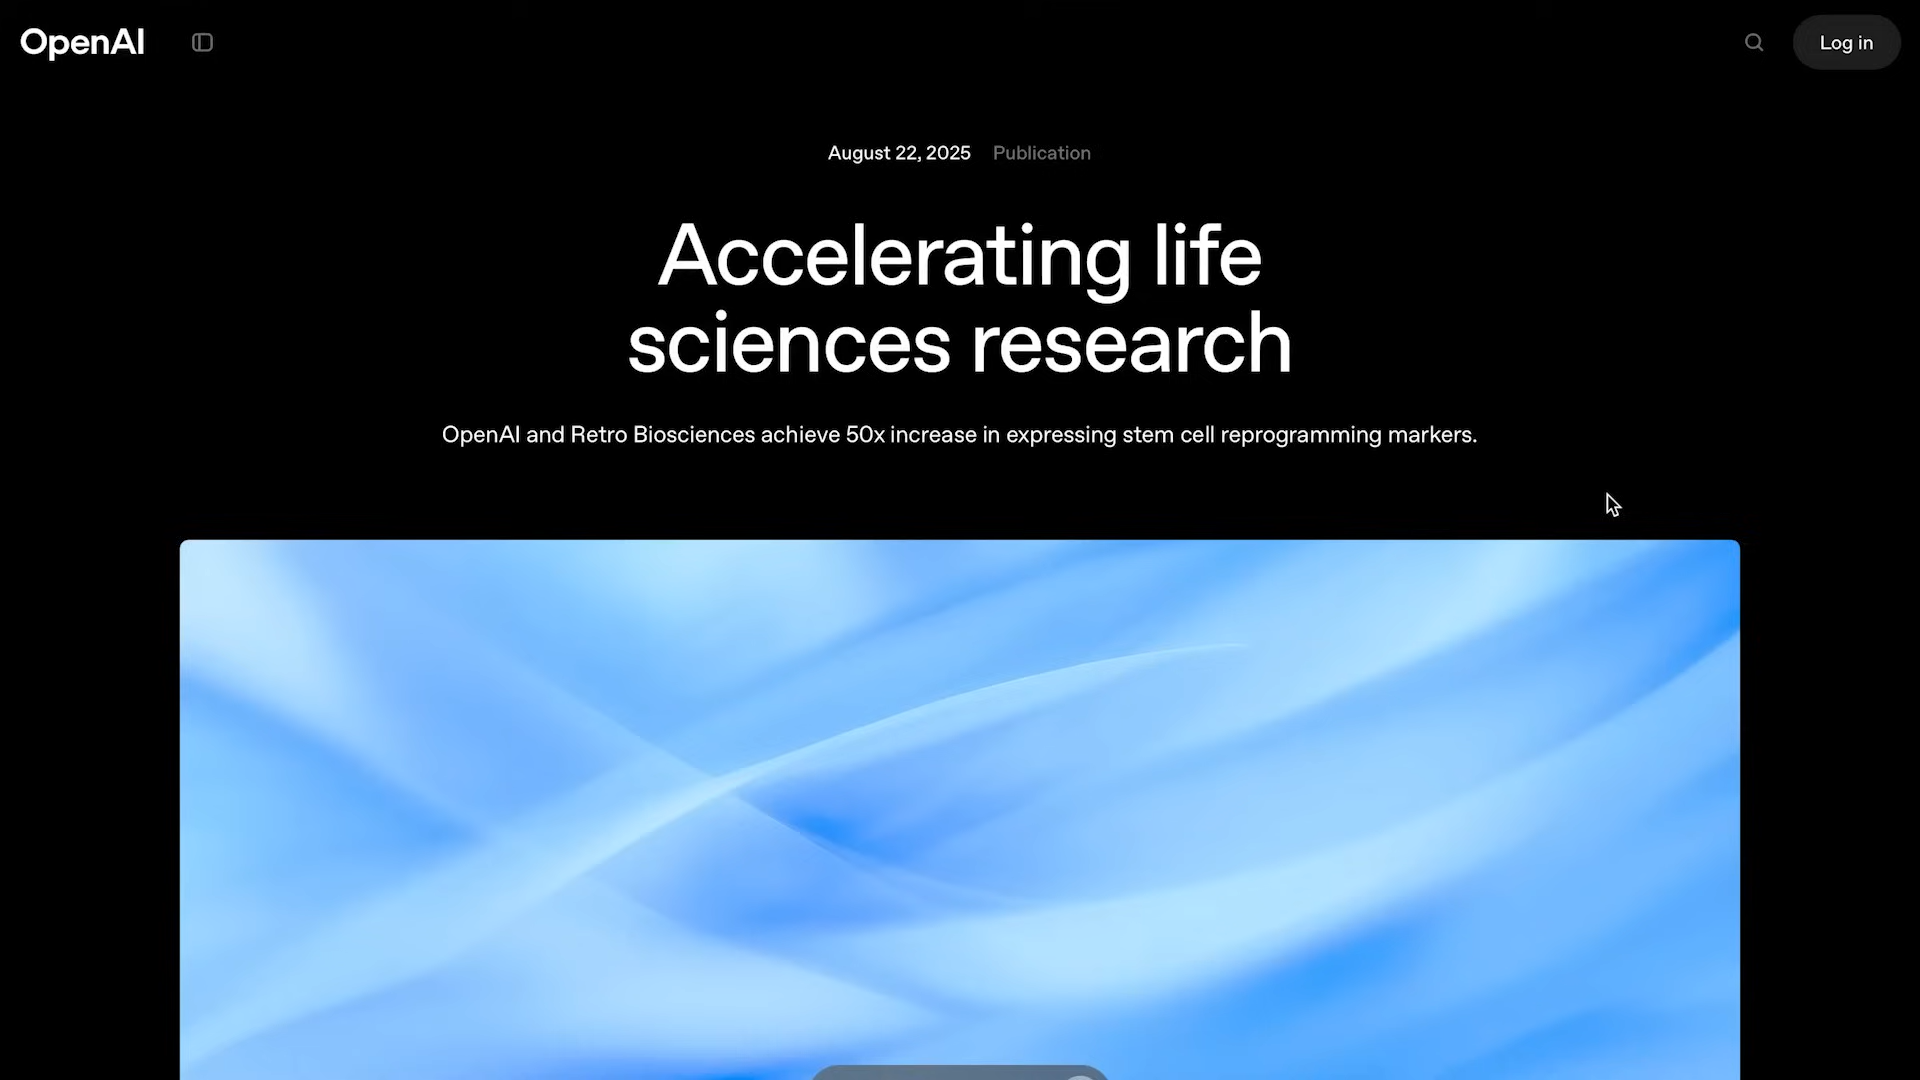 OpenAI
Log in
August 22, 2025 Publication
Accelerating life
sciences research
OpenAI and Retro Biosciences achieve 50x increase in expressing stem cell reprogramming markers.